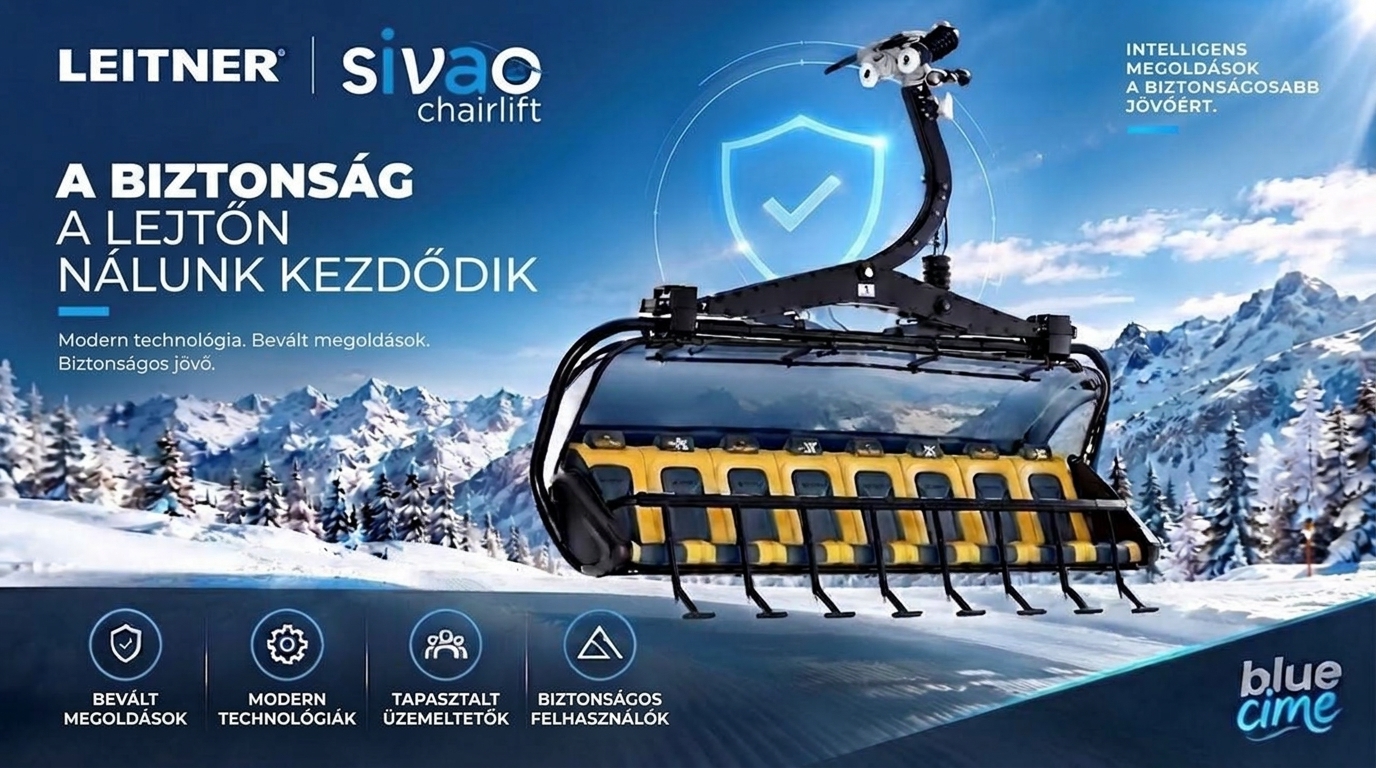 LEITNER®
sivao
chairlift
INTELLIGENS
MEGOLDÁSOK
A BIZTONSÁGOSABB
JÖVŐÉRT.
A BIZTONSÁG
A LEJTŐN
NÁLUNK KEZDŐDIK
Modern technológia. Bevált megoldások.
Biztonságos jövő.
1
BEVÁLT
MEGOLDÁSOK
MODERN
TECHNOLÓGIÁK
TAPASZTALT
ÜZEMELTETŐK
BIZTONSÁGOS
FELHASZNÁLÓK
blue
cime